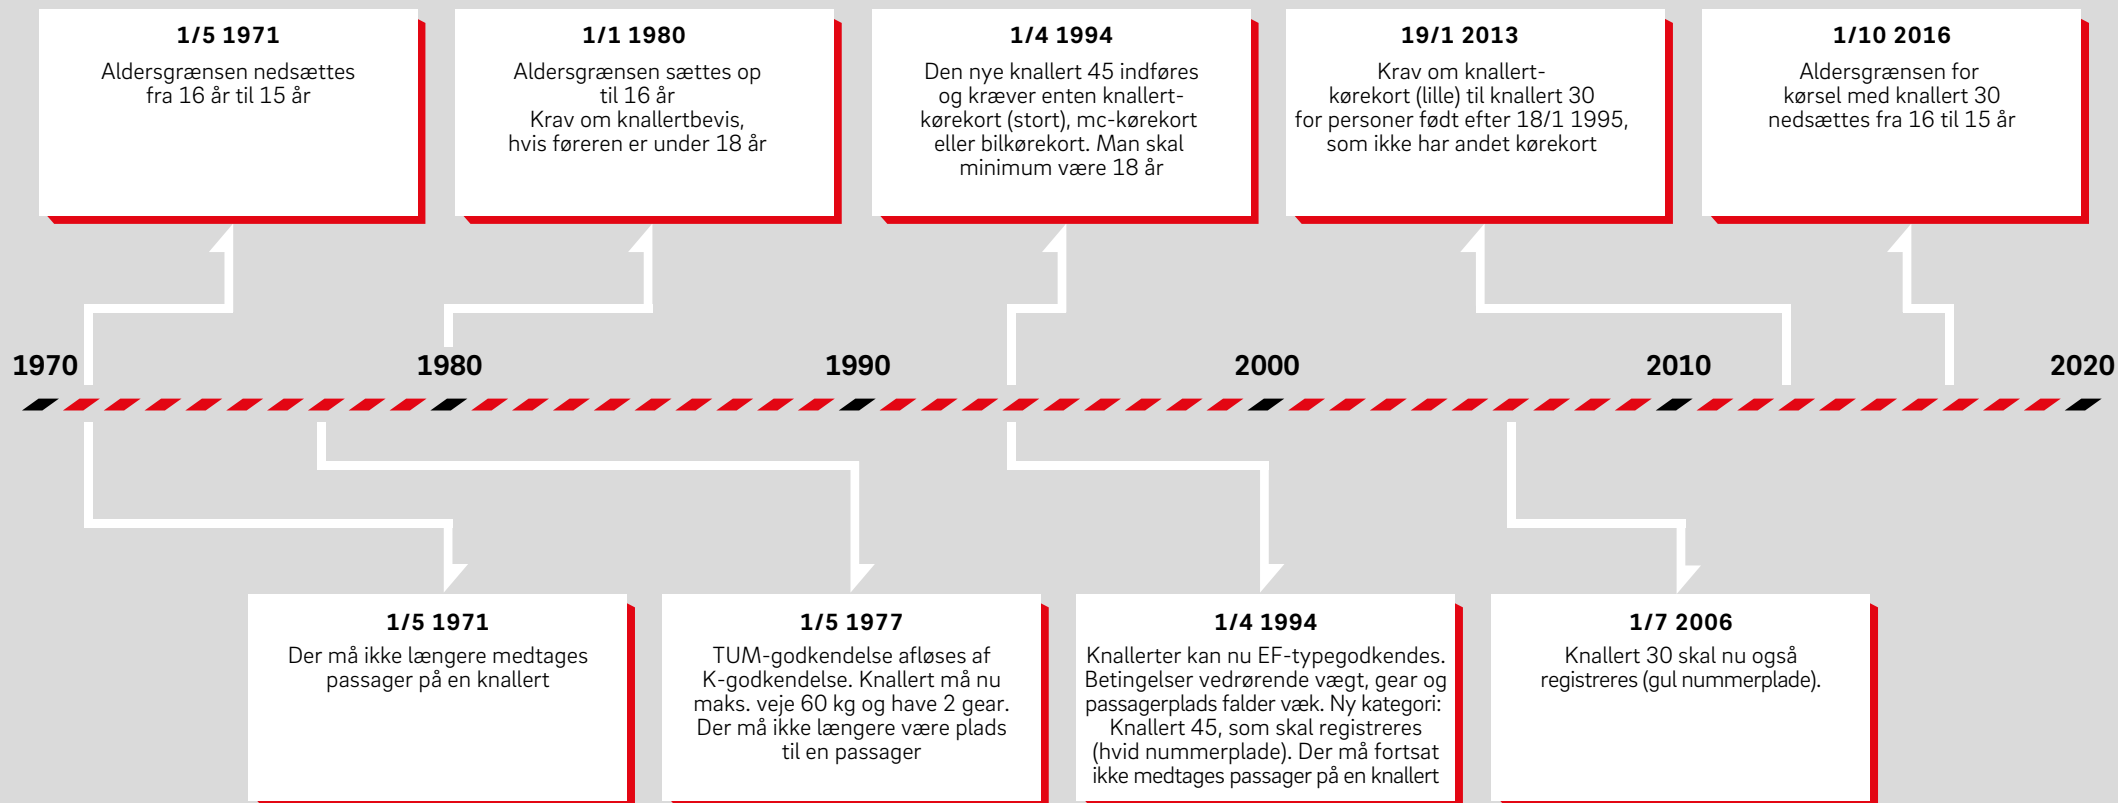 1/5 1971
Aldersgrænsen nedsættes
fra 16 år til 15 år
1/1 1980
Aldersgrænsen sættes op
til 16 år
Krav om knallertbevis,
hvis føreren er under 18 år
1/4 1994
Den nye knallert 45 indføres
og kræver enten knallert-
kørekort (stort), mc-kørekort
eller bilkørekort. Man skal
minimum være 18 år
19/1 2013
Krav om knallert-
kørekort (lille) til knallert 30
for personer født efter 18/1 1995,
som ikke har andet kørekort
1/10 2016
Aldersgrænsen for
kørsel med knallert 30
nedsættes fra 16 til 15 år
1970
1980
1990
2000
2010
2020
1/5 1971
Der må ikke længere medtages
passager på en knallert
1/5 1977
TUM-godkendelse afløses af
K-godkendelse. Knallert må nu
maks. veje 60 kg og have 2 gear.
Der må ikke længere være plads
til en passager
1/4 1994
Knallerter kan nu EF-typegodkendes.
Betingelser vedrørende vægt, gear og
passagerplads falder væk. Ny kategori:
Knallert 45, som skal registreres
(hvid nummerplade). Der må fortsat
ikke medtages passager på en knallert
1/7 2006
Knallert 30 skal nu også
registreres (gul nummerplade).